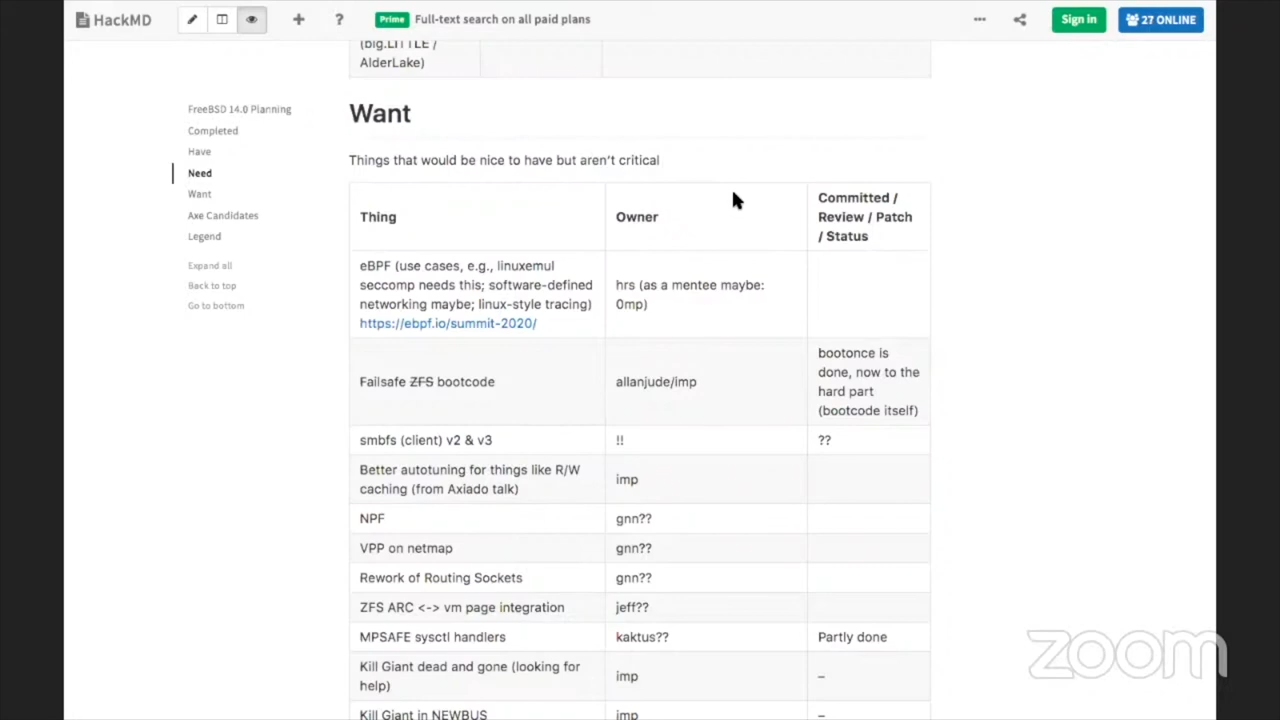 HackMD
?
Prime Full-text search on all paid plans
Sign in
27 ONLINE
(big.LITTLE /
AlderLake)
FreeBSD 14.0 Planning
Completed
Have
Need
Want
Axe Candidates
Legend
Expand all
Back to top
Go to bottom
Want
Things that would be nice to have but aren't critical
Thing
Owner
Committed /
Review / Patch
/ Status
eBPF (use cases, e.g., linuxemul
seccomp needs this; software-defined
networking maybe; linux-style tracing)
https://ebpf.io/summit-2020/
hrs (as a mentee maybe:
0mp)
Failsafe ZFS bootcode
allanjude/imp
bootonce is
done, now to the
hard part
(bootcode itself)
smbfs (client) v2 & v3
!!
??
Better autotuning for things like R/W
caching (from Axiado talk)
imp
NPF
gnn??
VPP on netmap
gnn??
Rework of Routing Sockets
gnn??
ZFS ARC <-> vm page integration
jeff??
MPSAFE sysctl handlers
kaktus??
Partly done
Kill Giant dead and gone (looking for
help)
imp
–
Kill Giant in NEWBUS
imp
–
zoom